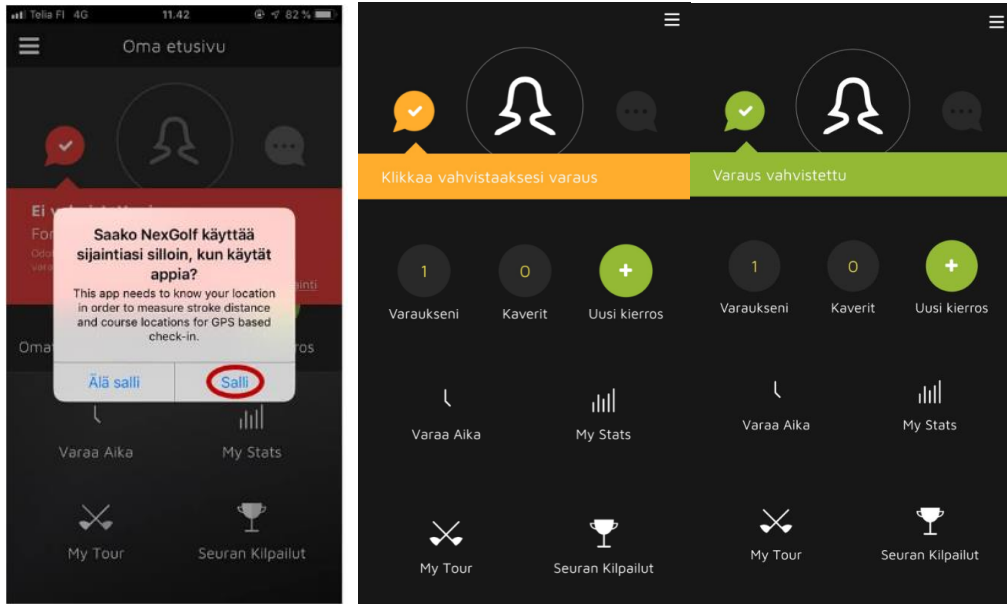 Telia FI 4G 11.42 82 %
Oma etusivu
Ei
For
Saako NexGolf käyttää
sijaintiasi silloin, kun käytät
appia?
This app needs to know your location
in order to measure stroke distance
and course locations for GPS based
check-in.
Älä salli Salli
Oma ros
Varaa Aika My Stats
My Tour Seuran Kilpailut
Klikkaa vahvistaaksesi varaus
1 0 +
Varaukseni Kaverit Uusi kierros
Varaa Aika My Stats
My Tour Seuran Kilpailut
Varaus vahvistettu
1 0 +
Varaukseni Kaverit Uusi kierros
Varaa Aika My Stats
My Tour Seuran Kilpailut